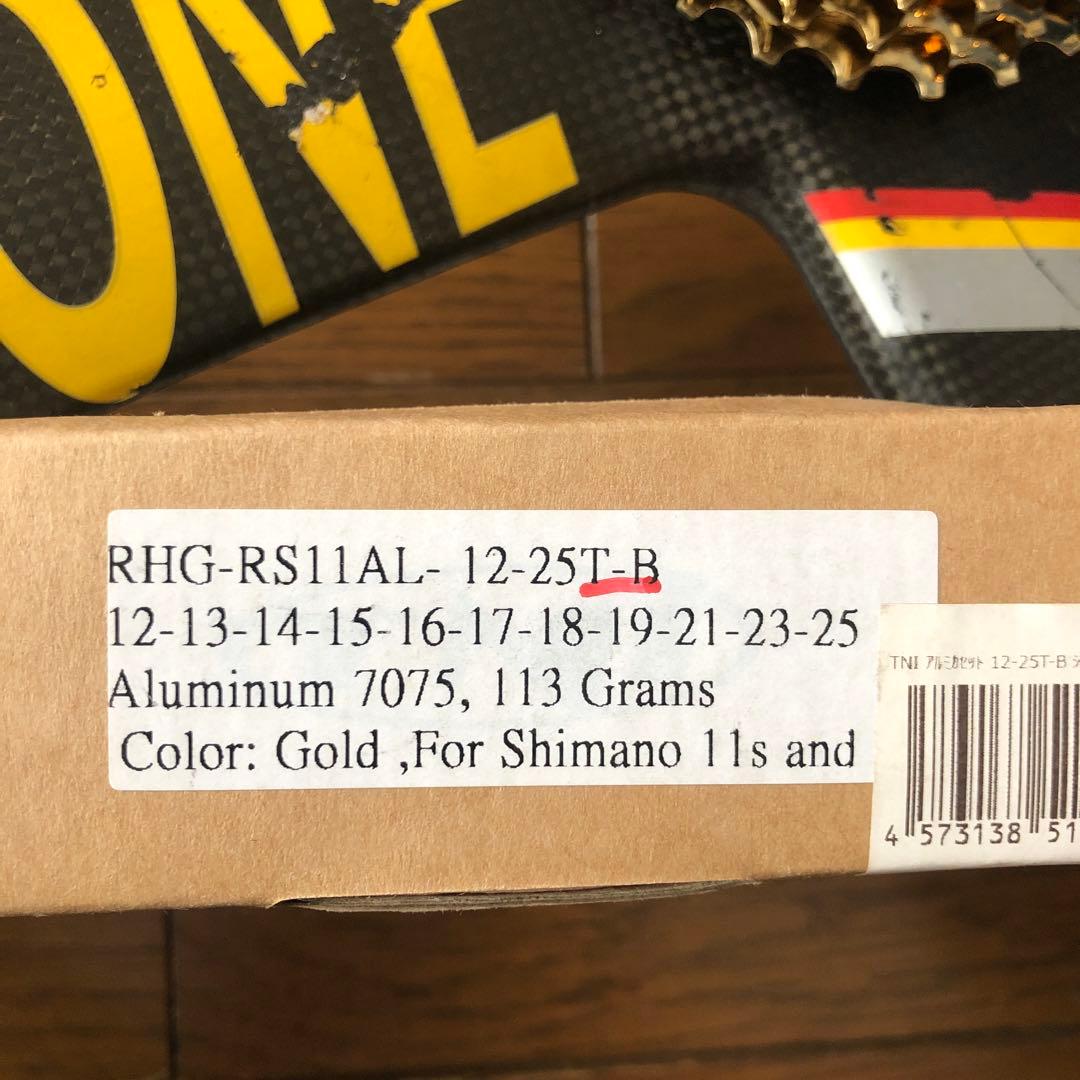 ONE
RHG-RS11AL- 12-25T-B
12-13-14-15-16-17-18-19-21-23-25
Aluminum 7075, 113 Grams
Color: Gold ,For Shimano 11s and
TNI アルミカセット 12-25T-B
4 573138 51